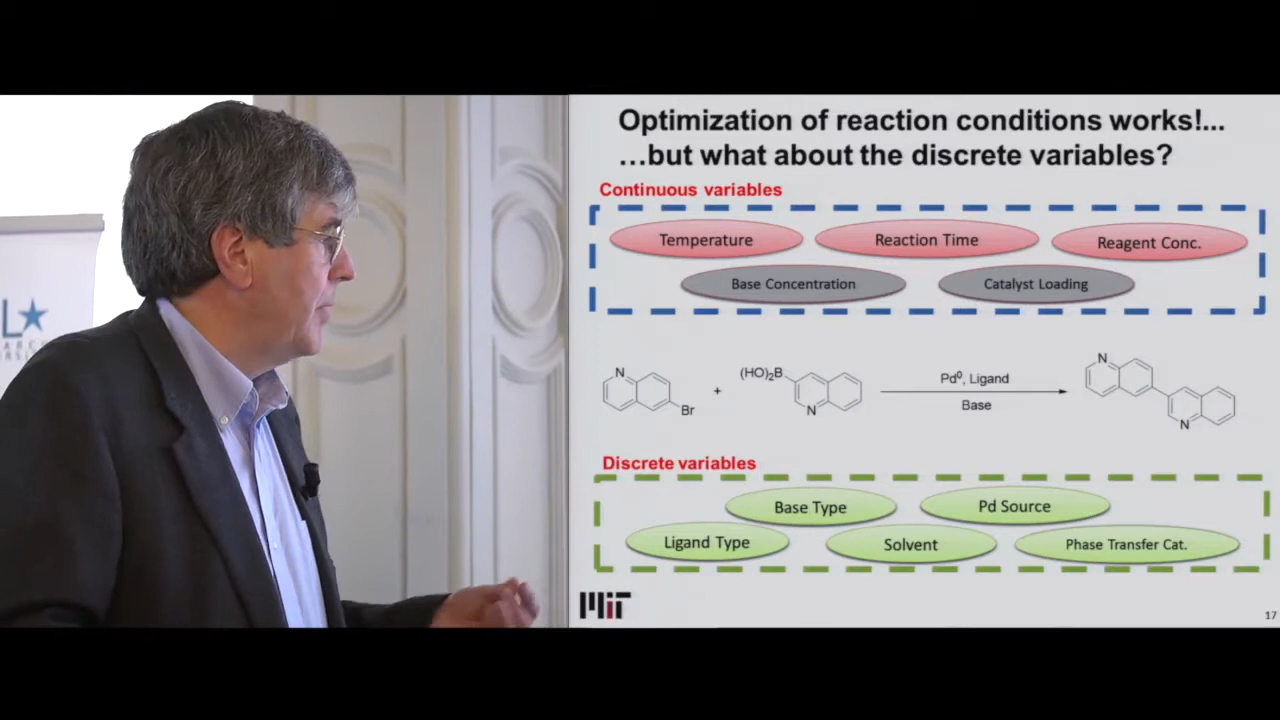 Optimization of reaction conditions works!...
...but what about the discrete variables?
Continuous variables
Temperature
Reaction Time
Reagent Conc.
Base Concentration
Catalyst Loading
N
Br
+
(HO)₂B
N
Pd⁰, Ligand
Base
N
N
Discrete variables
Base Type
Pd Source
Ligand Type
Solvent
Phase Transfer Cat.
MIT
17
L★